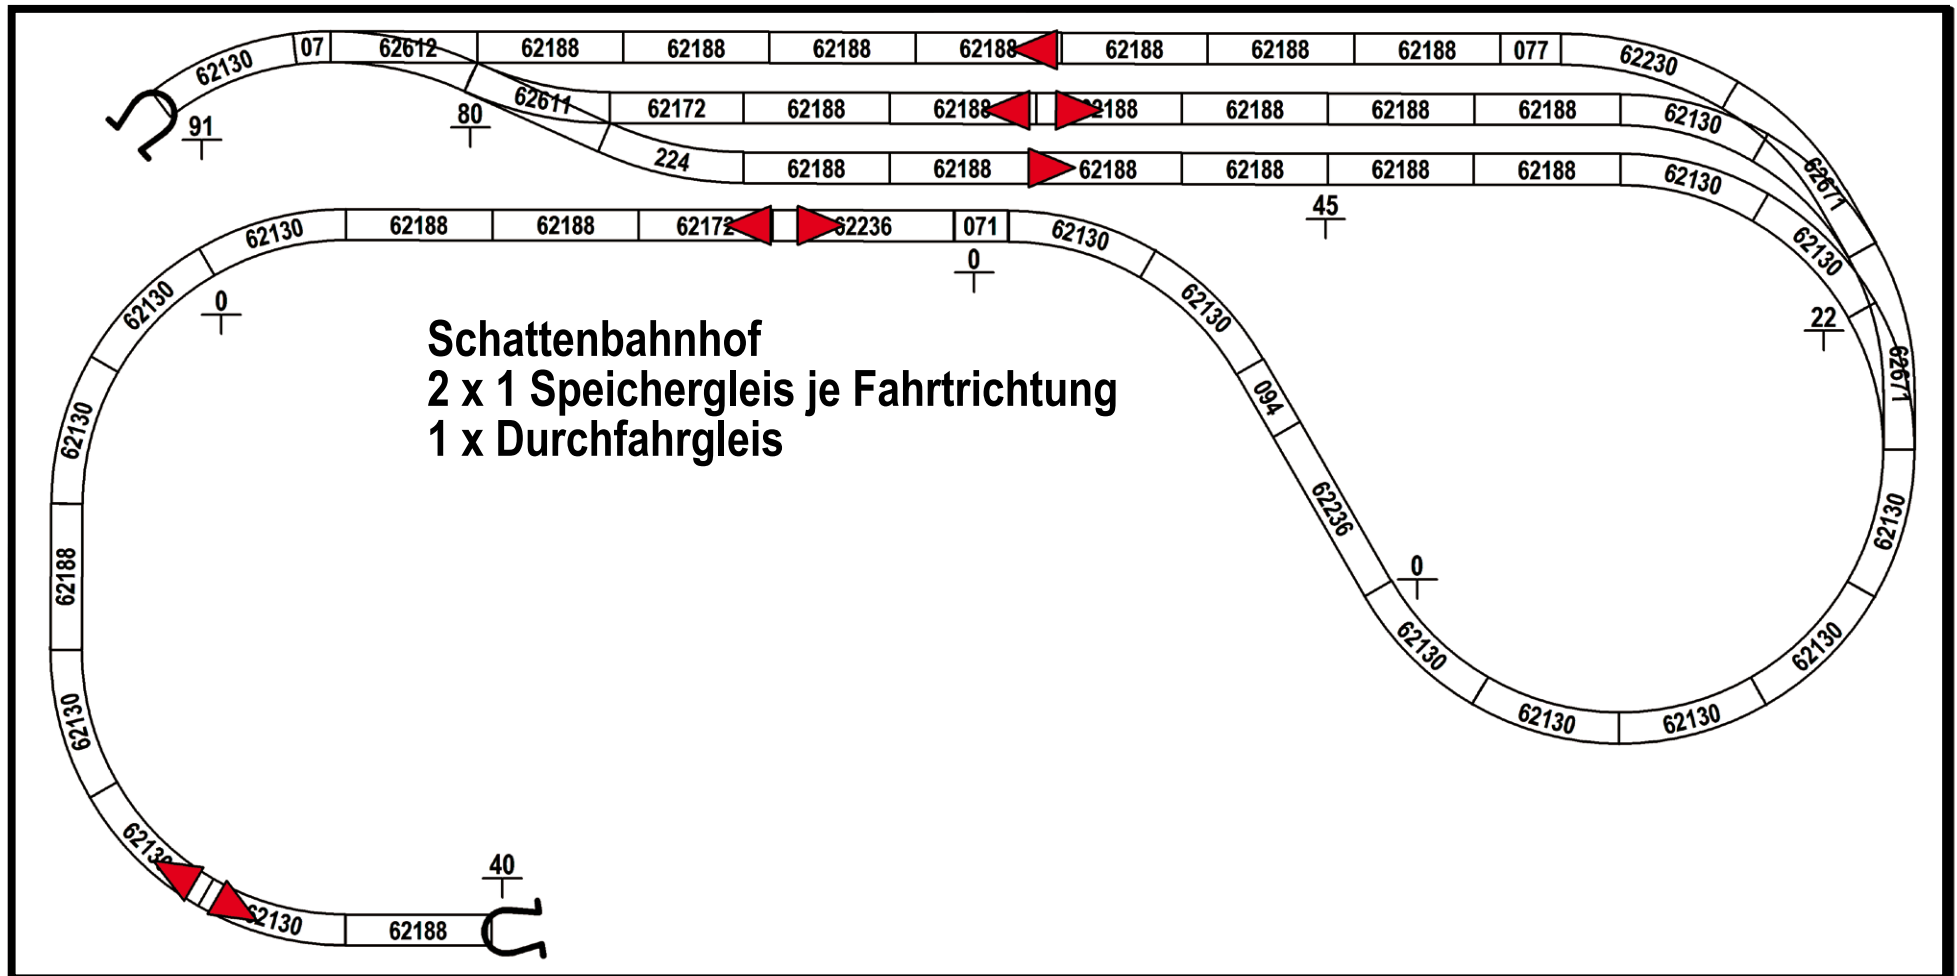 62130 07 62612 62188 62188 62188 62188 62188 62188 62188 077 62230
91 80 62611 62172 62188 62188 62188 62188 62188 62188 62130
224 62188 62188 62188 62188 62188 62188 62130 62671
45
62130 62188 62188 62172 62236 071 62130 62130
0 0 22
62130 62130 62671
Schattenbahnhof
2 x 1 Speichergleis je Fahrtrichtung
1 x Durchfahrgleis
62130 094
62188 62236 62130
0
62130 62130 62130
62130 62130
62130 40
62130 62188